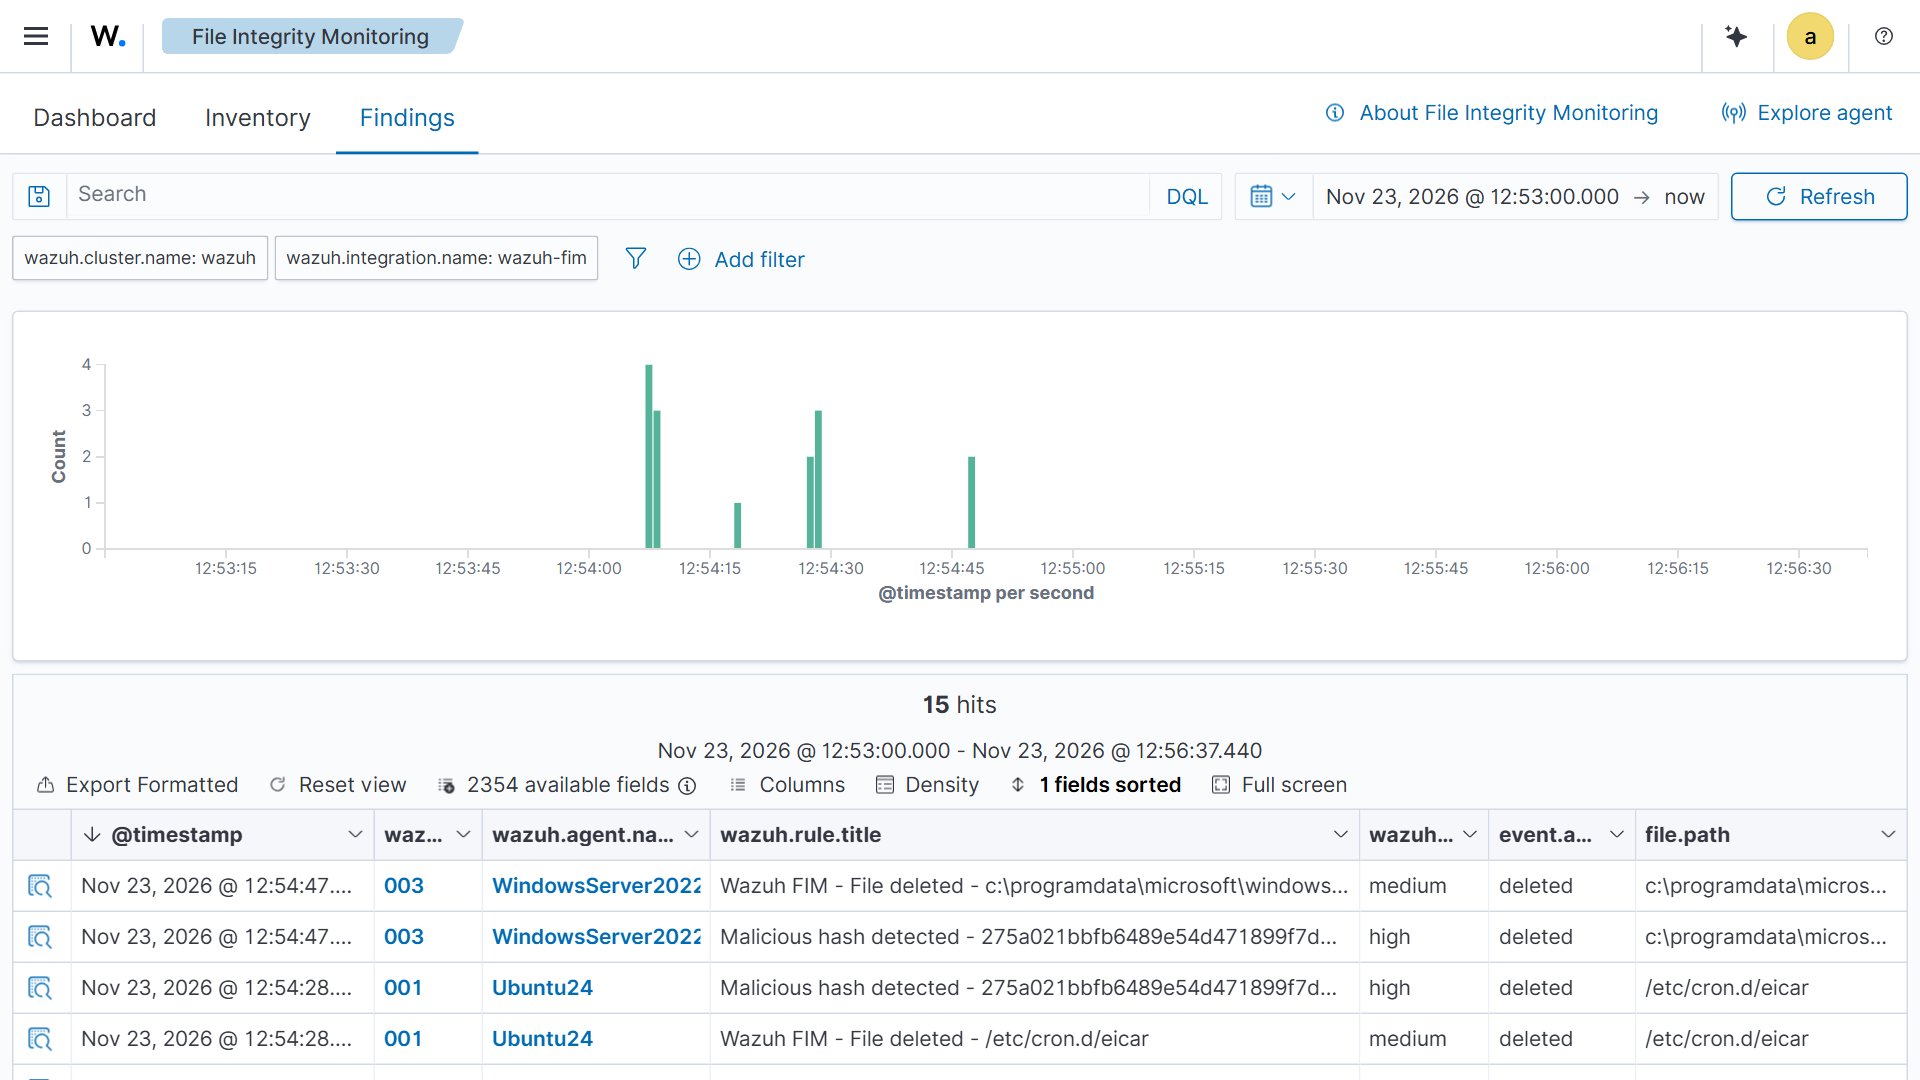 W.
File Integrity Monitoring
a
Dashboard
Inventory
Findings
About File Integrity Monitoring
Explore agent
Search
DQL
Nov 23, 2026 @ 12:53:00.000 → now
Refresh
wazuh.cluster.name: wazuh
wazuh.integration.name: wazuh-fim
Add filter
Count
4
3
2
1
0
12:53:15 12:53:30 12:53:45 12:54:00 12:54:15 12:54:30 12:54:45 12:55:00 12:55:15 12:55:30 12:55:45 12:56:00 12:56:15 12:56:30
@timestamp per second
15 hits
Nov 23, 2026 @ 12:53:00.000 - Nov 23, 2026 @ 12:56:37.440
Export Formatted Reset view 2354 available fields Columns Density 1 fields sorted Full screen
@timestamp waz... wazuh.agent.na... wazuh.rule.title wazuh... event.a... file.path
Nov 23, 2026 @ 12:54:47.... 003 WindowsServer2022 Wazuh FIM - File deleted - c:\programdata\microsoft\windows... medium deleted c:\programdata\micros...
Nov 23, 2026 @ 12:54:47.... 003 WindowsServer2022 Malicious hash detected - 275a021bbfb6489e54d471899f7d... high deleted c:\programdata\micros...
Nov 23, 2026 @ 12:54:28.... 001 Ubuntu24 Malicious hash detected - 275a021bbfb6489e54d471899f7d... high deleted /etc/cron.d/eicar
Nov 23, 2026 @ 12:54:28.... 001 Ubuntu24 Wazuh FIM - File deleted - /etc/cron.d/eicar medium deleted /etc/cron.d/eicar